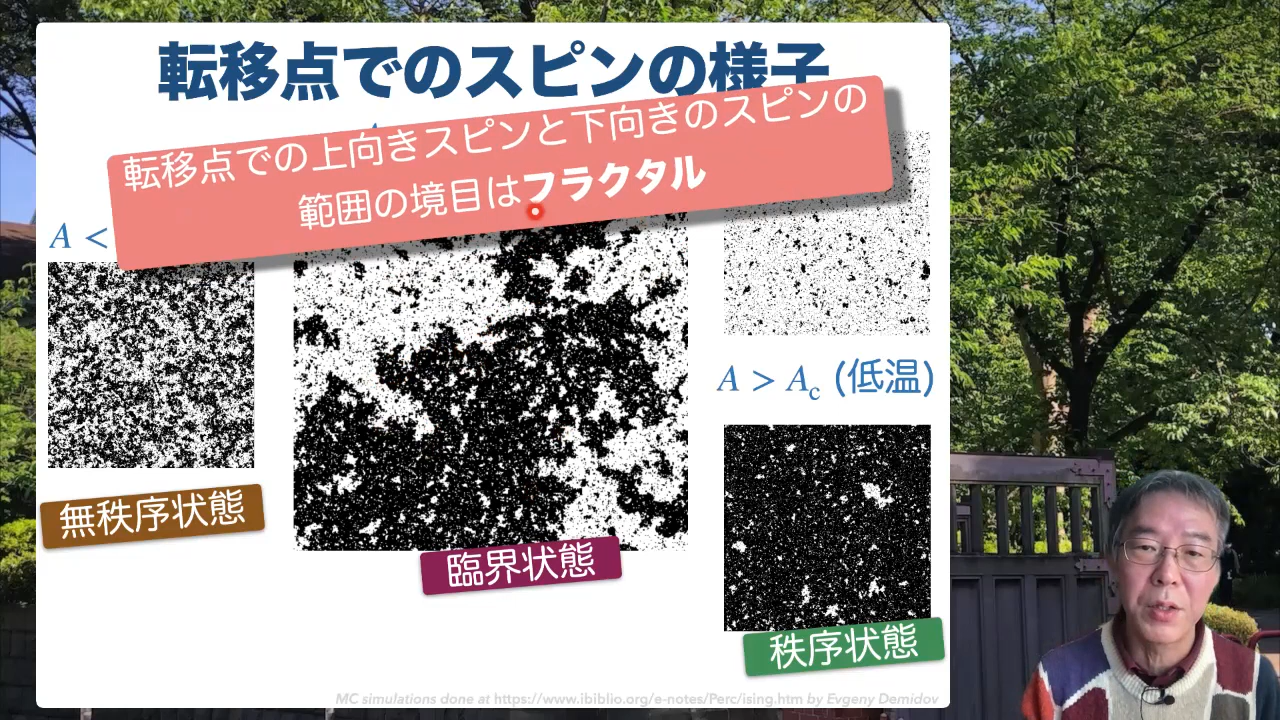 転移点でのスピンの様子
転移点での上向きスピンと下向きのスピンの
範囲の境目はフラクタル
A <
A > Ac (低温)
無秩序状態
臨界状態
秩序状態
MC simulations done at https://www.ibiblio.org/e-notes/Perc/ising.htm by Evgeny Demidov